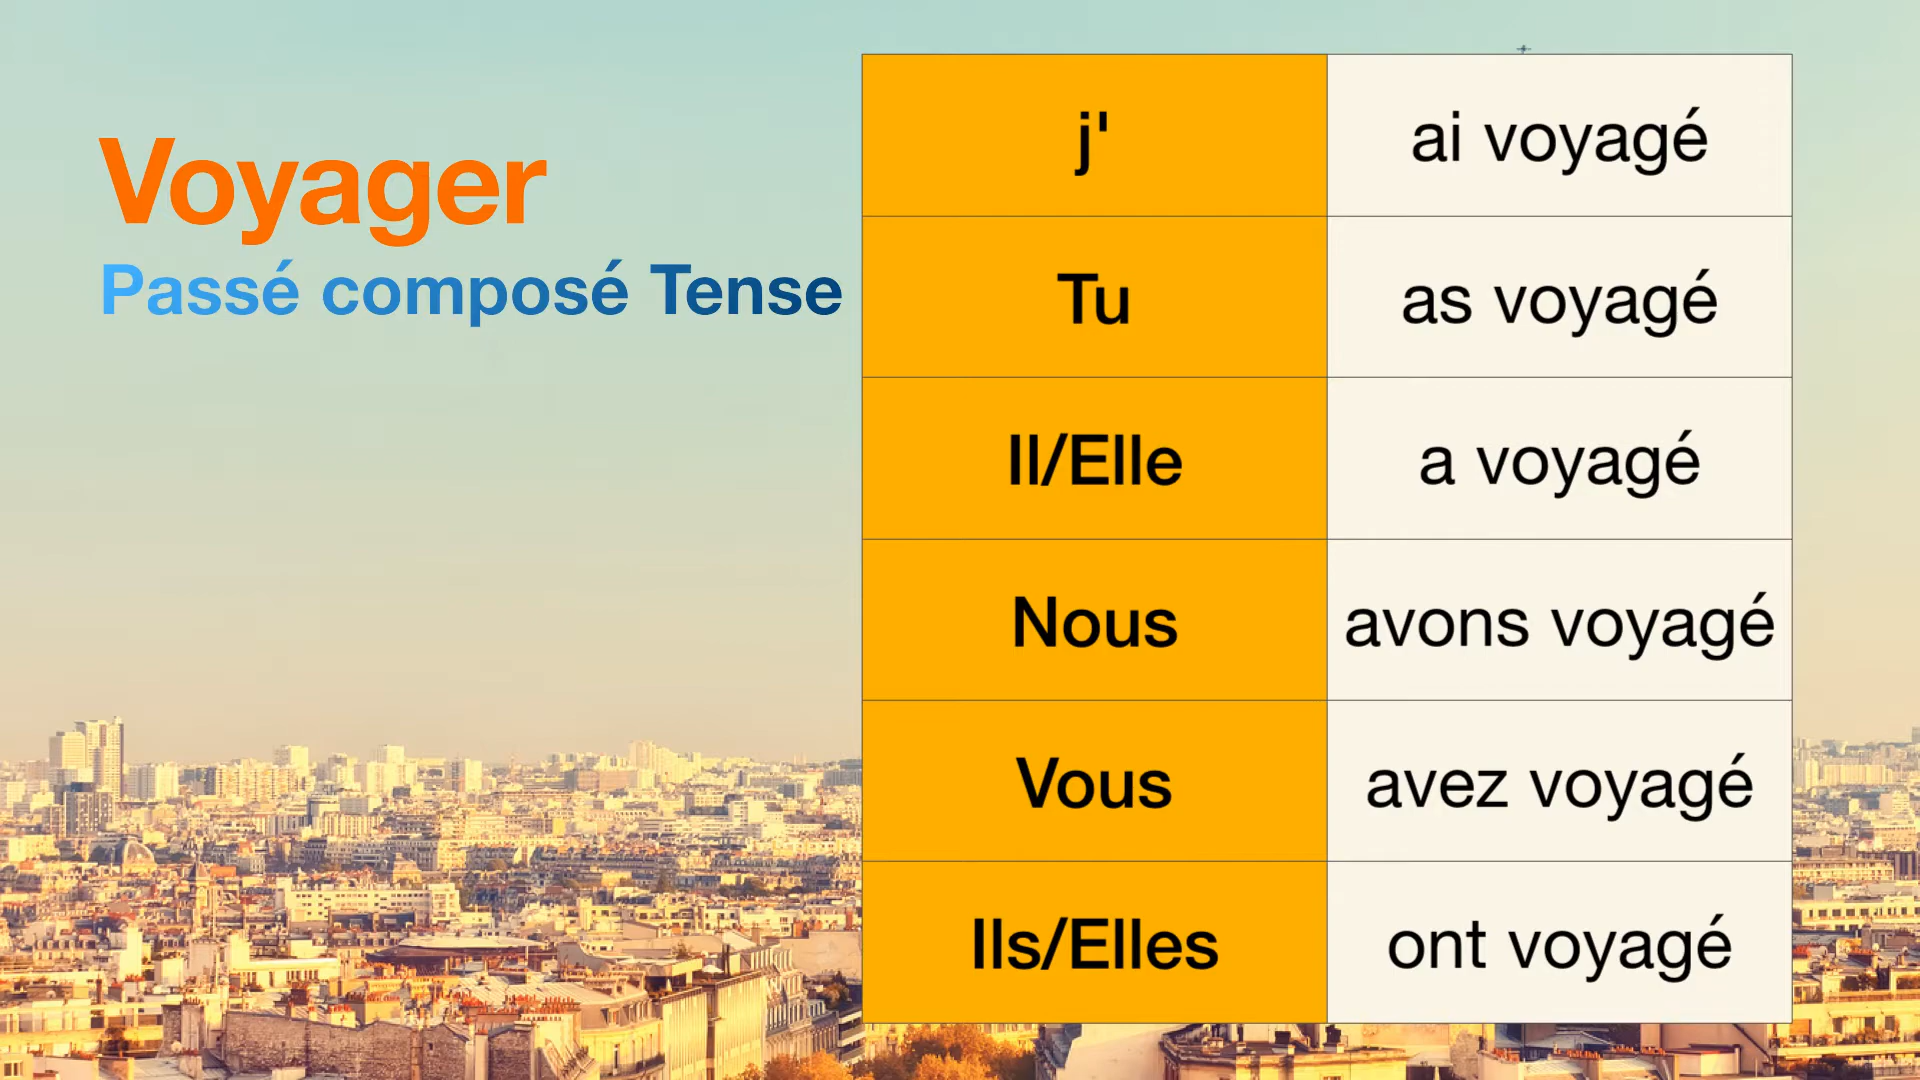 Voyager
Passé composé Tense
j' ai voyagé
Tu as voyagé
Il/Elle a voyagé
Nous avons voyagé
Vous avez voyagé
Ils/Elles ont voyagé